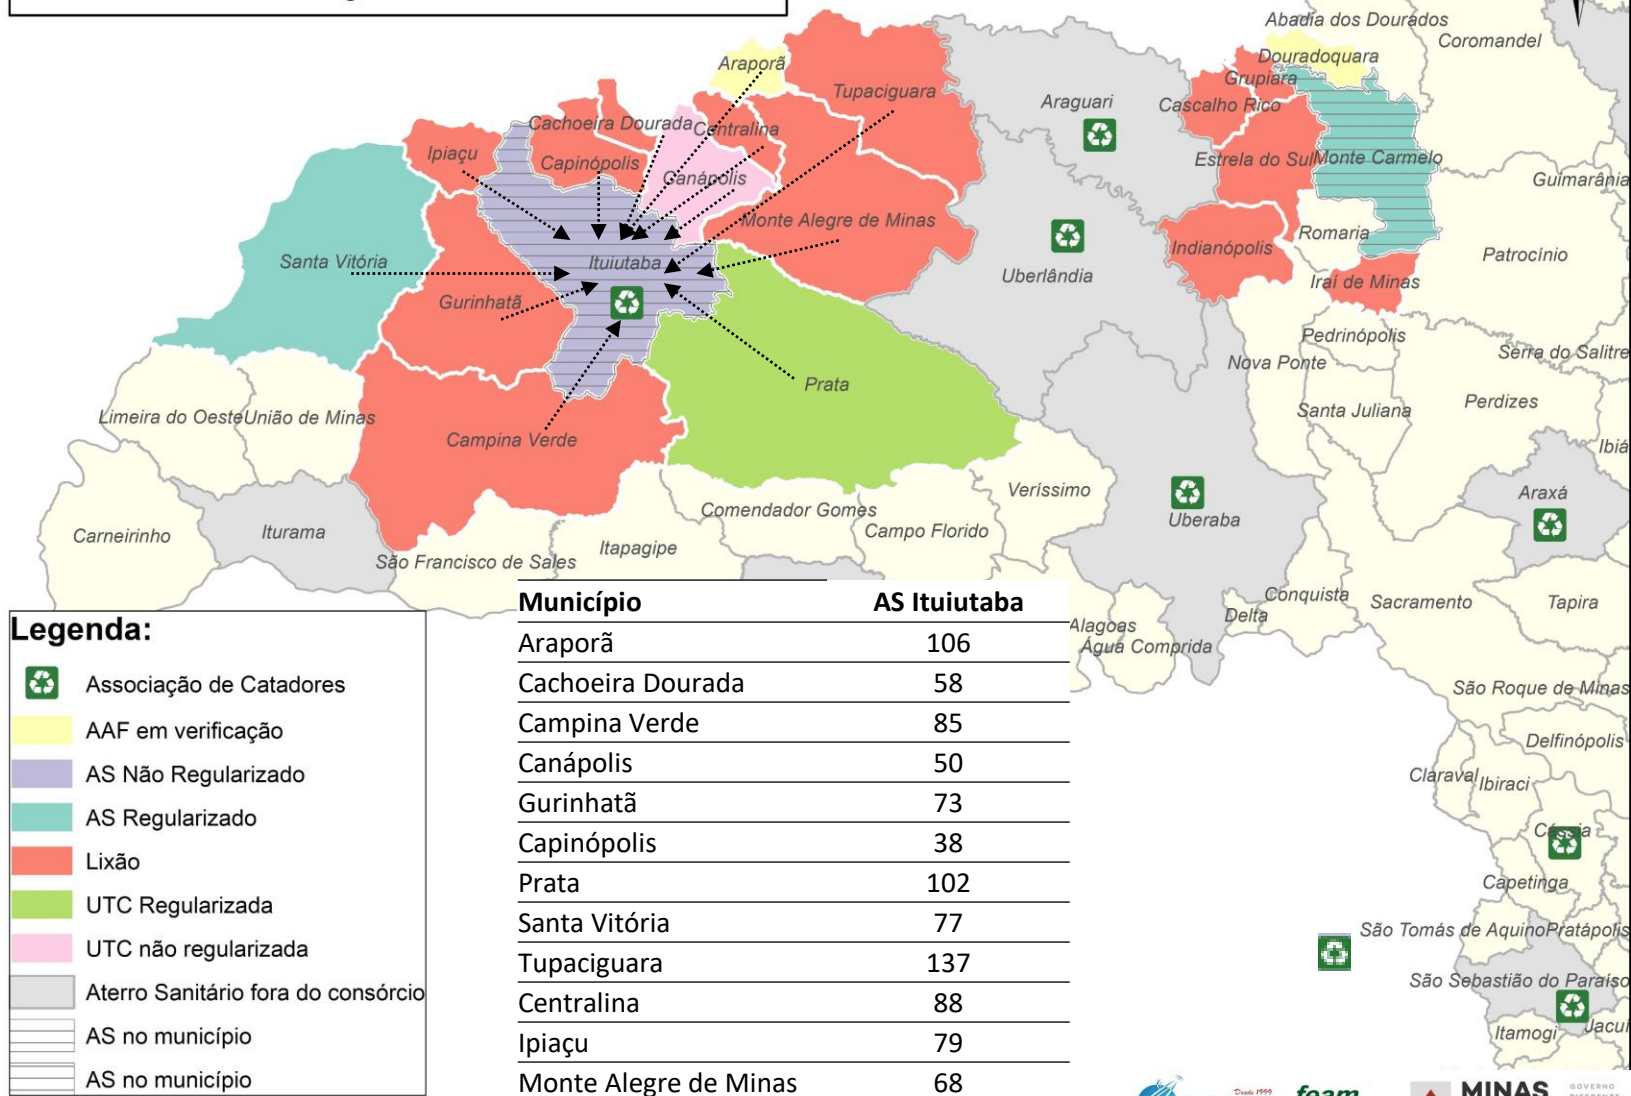 Abadia dos Dourados
Coromandel
Araporã
Douradoquara
Grupiara
Tupaciguara
Araguari
Cascalho Rico
Cachoeira Dourada
Centralina
Ipiaçu
Capinópolis
Estrela do Sul
Monte Carmelo
Canápolis
Guimarânia
Monte Alegre de Minas
Romaria
Indianópolis
Patrocínio
Santa Vitória
Ituiutaba
Uberlândia
Iraí de Minas
Gurinhatã
Pedrinópolis
Serra do Salitre
Nova Ponte
Prata
Perdizes
Limeira do Oeste
União de Minas
Santa Juliana
Campina Verde
Ibiá
Veríssimo
Araxá
Comendador Gomes
Uberaba
Carneirinho
Iturama
Campo Florido
Itapagipe
São Francisco de Sales
Conquista
Sacramento
Tapira
Delta
Alagoas
Água Comprida
São Roque de Minas
Delfinópolis
Claraval
Ibiraci
Capetinga
São Tomás de Aquino
Pratápolis
São Sebastião do Paraíso
Itamogi
Jacuí
Legenda:
Associação de Catadores
AAF em verificação
AS Não Regularizado
AS Regularizado
Lixão
UTC Regularizada
UTC não regularizada
Aterro Sanitário fora do consórcio
AS no município
AS no município
Município AS Ituiutaba
Araporã 106
Cachoeira Dourada 58
Campina Verde 85
Canápolis 50
Gurinhatã 73
Capinópolis 38
Prata 102
Santa Vitória 77
Tupaciguara 137
Centralina 88
Ipiaçu 79
Monte Alegre de Minas 68
Desde 1999
feam
MINAS
GOVERNO